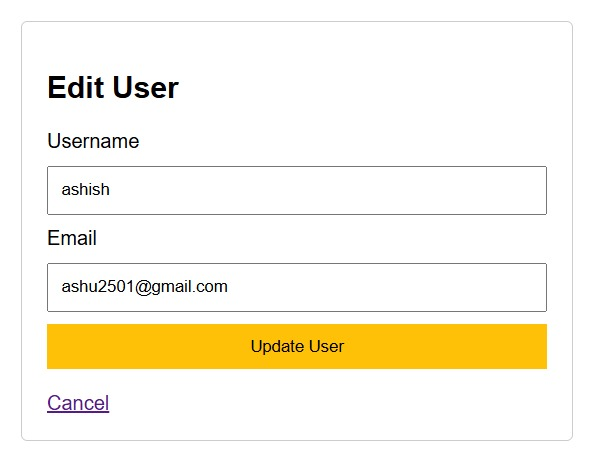 Edit User
Username
ashish
Email
ashu2501@gmail.com
Update User
Cancel